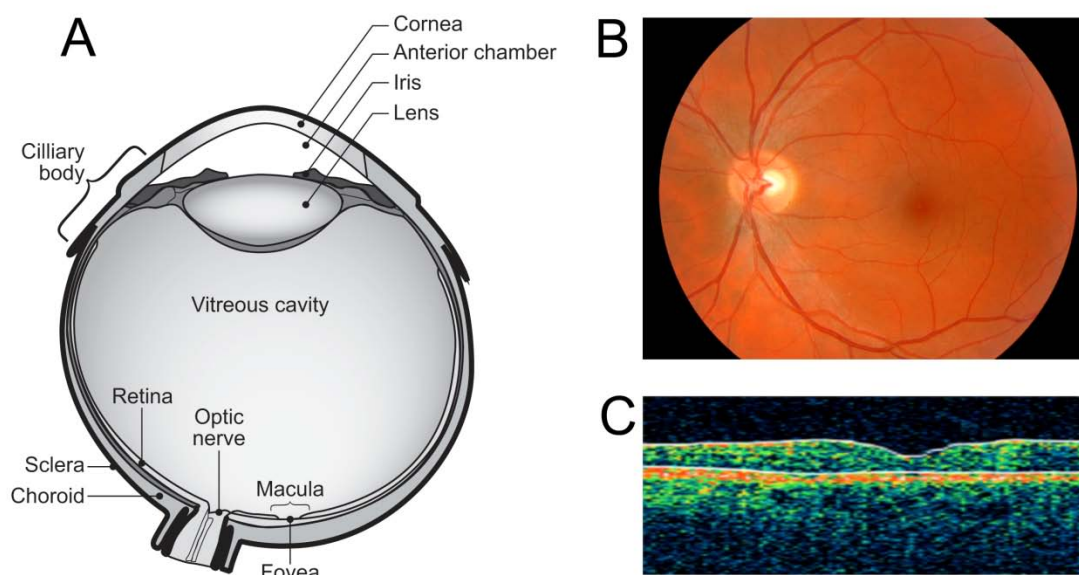 A
Cornea
Anterior chamber
Iris
Lens
Cilliary
body
Vitreous cavity
Retina
Optic
nerve
Sclera
Choroid
Macula
Fovea
B
C